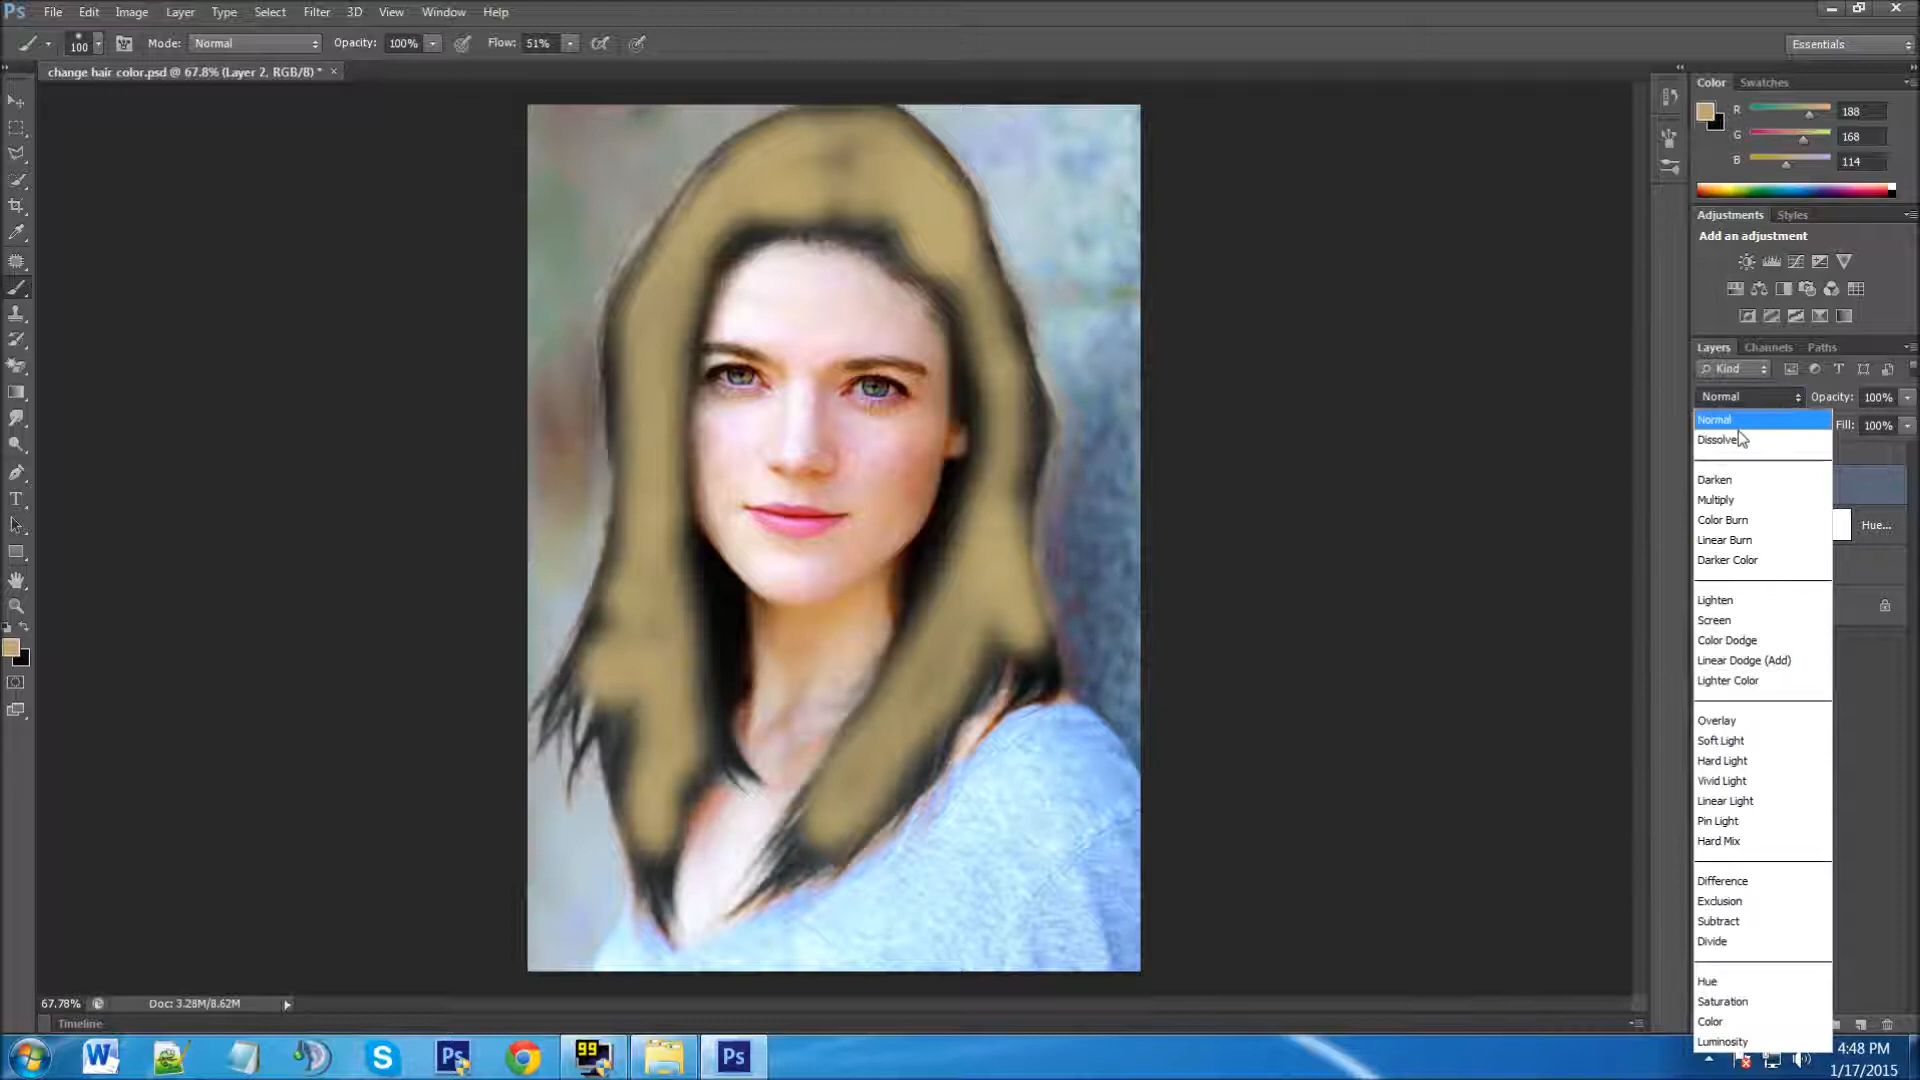 Ps File Edit Image Layer Type Select Filter 3D View Window Help
100 Mode: Normal Opacity: 100% Flow: 51% Essentials
change hair color.psd @ 67.8% (Layer 2, RGB/8) * ×
Color Swatches
R 188
G 168
B 114
Adjustments Styles
Add an adjustment
Layers Channels Paths
Kind
Normal Opacity: 100%
Fill: 100%
Normal
Dissolve
Darken
Multiply
Color Burn
Hue...
Linear Burn
Darker Color
Lighten
Screen
Color Dodge
Linear Dodge (Add)
Lighter Color
Overlay
Soft Light
Hard Light
Vivid Light
Linear Light
Pin Light
Hard Mix
Difference
Exclusion
Subtract
Divide
Hue
Saturation
Color
Luminosity
67.78% Doc: 3.28M/8.62M
Timeline
W S Ps 99 Ps
4:48 PM
1/17/2015